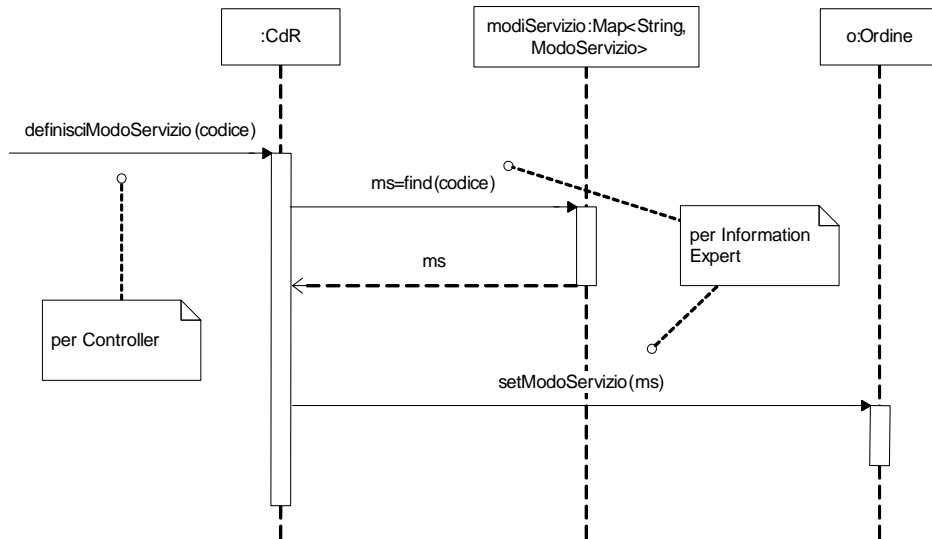 :CdR
modiServizio:Map<String,
ModoServizio>
o:Ordine
definisciModoServizio(codice)
ms=find(codice)
per Information
Expert
ms
per Controller
setModoServizio(ms)